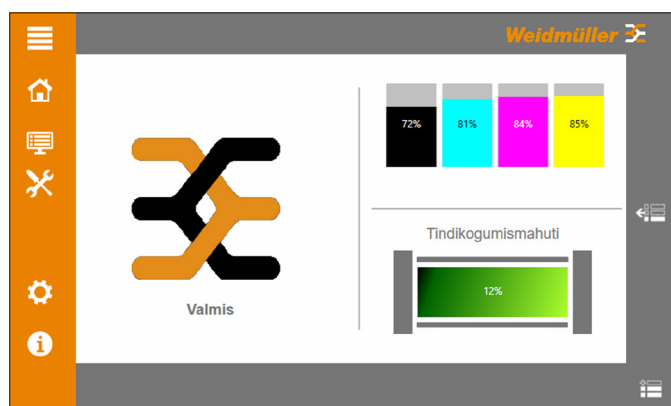 Weidmüller
72%
81%
84%
85%
Tindikogumismahuti
12%
Valmis